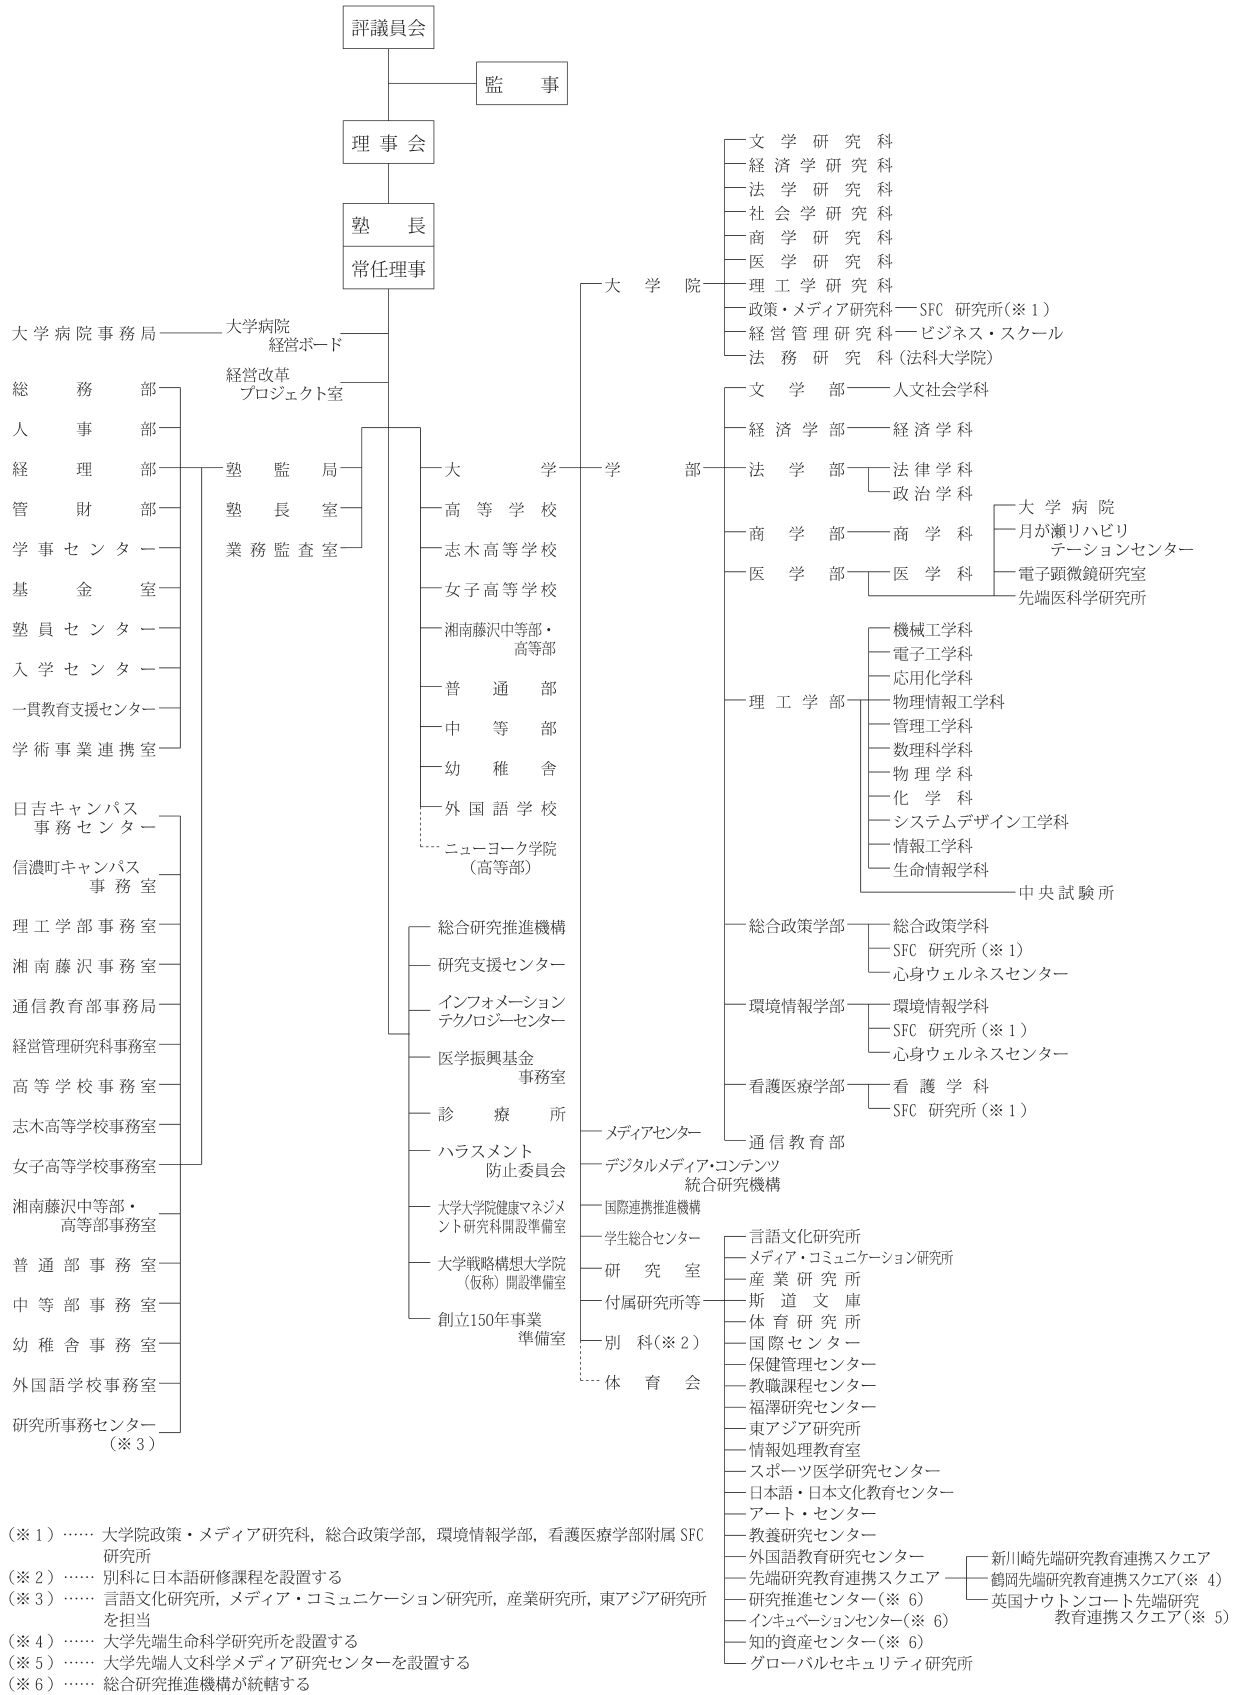 評議員会
監事
理事会
塾長
常任理事
大学病院事務局
大学病院
経営ボード
経営改革
プロジェクト室
総務部
人事部
経理部
管財部
学事センター
基金室
塾員センター
入学センター
一貫教育支援センター
学術事業連携室
塾監局
塾長室
業務監査室
日吉キャンパス
事務センター
信濃町キャンパス
事務室
理工学部事務室
湘南藤沢事務室
通信教育部事務局
経営管理研究科事務室
高等学校事務室
志木高等学校事務室
女子高等学校事務室
湘南藤沢中等部・
高等部事務室
普通部事務室
中等部事務室
幼稚舎事務室
外国語学校事務室
研究所事務センター
(※3)
大学
高等学校
志木高等学校
女子高等学校
湘南藤沢中等部・
高等部
普通部
中等部
幼稚舎
外国語学校
ニューヨーク学院
(高等部)
総合研究推進機構
研究支援センター
インフォメーション
テクノロジーセンター
医学振興基金
事務室
診療所
ハラスメント
防止委員会
大学大学院健康マネジメ
ント研究科開設準備室
大学戦略構想大学院
(仮称)開設準備室
創立150年事業
準備室
大学院
文学研究科
経済学研究科
法学研究科
社会学研究科
商学研究科
医学研究科
理工学研究科
政策・メディア研究科 SFC 研究所(※1)
経営管理研究科 ビジネス・スクール
法務研究科(法科大学院)
学部
文学部 人文社会学科
経済学部 経済学科
法学部 法律学科
政治学科
商学部 商学科
医学部 医学科
大学病院
月が瀬リハビリ
テーションセンター
電子顕微鏡研究室
先端医科学研究所
理工学部
機械工学科
電子工学科
応用化学科
物理情報工学科
管理工学科
数理科学科
物理学科
化学科
システムデザイン工学科
情報工学科
生命情報学科
中央試験所
総合政策学部 総合政策学科
SFC 研究所(※1)
心身ウェルネスセンター
環境情報学部 環境情報学科
SFC 研究所(※1)
心身ウェルネスセンター
看護医療学部 看護学科
SFC 研究所(※1)
通信教育部
メディアセンター
デジタルメディア・コンテンツ
統合研究機構
国際連携推進機構
学生総合センター
研究室
付属研究所等
別科(※2)
体育会
言語文化研究所
メディア・コミュニケーション研究所
産業研究所
斯道文庫
体育研究所
国際センター
保健管理センター
教職課程センター
福澤研究センター
東アジア研究所
情報処理教育室
スポーツ医学研究センター
日本語・日本文化教育センター
アート・センター
教養研究センター
外国語教育研究センター
先端研究教育連携スクエア
新川崎先端研究教育連携スクエア
鶴岡先端研究教育連携スクエア(※ 4)
英国ナウトンコート先端研究
教育連携スクエア(※ 5)
研究推進センター(※ 6)
インキュベーションセンター(※ 6)
知的資産センター(※ 6)
グローバルセキュリティ研究所
(※1)…… 大学院政策・メディア研究科, 総合政策学部, 環境情報学部, 看護医療学部附属 SFC
研究所
(※2)…… 別科に日本語研修課程を設置する
(※3)…… 言語文化研究所, メディア・コミュニケーション研究所, 産業研究所, 東アジア研究所
を担当
(※4)…… 大学先端生命科学研究所を設置する
(※5)…… 大学先端人文科学メディア研究センターを設置する
(※6)…… 総合研究推進機構が統轄する